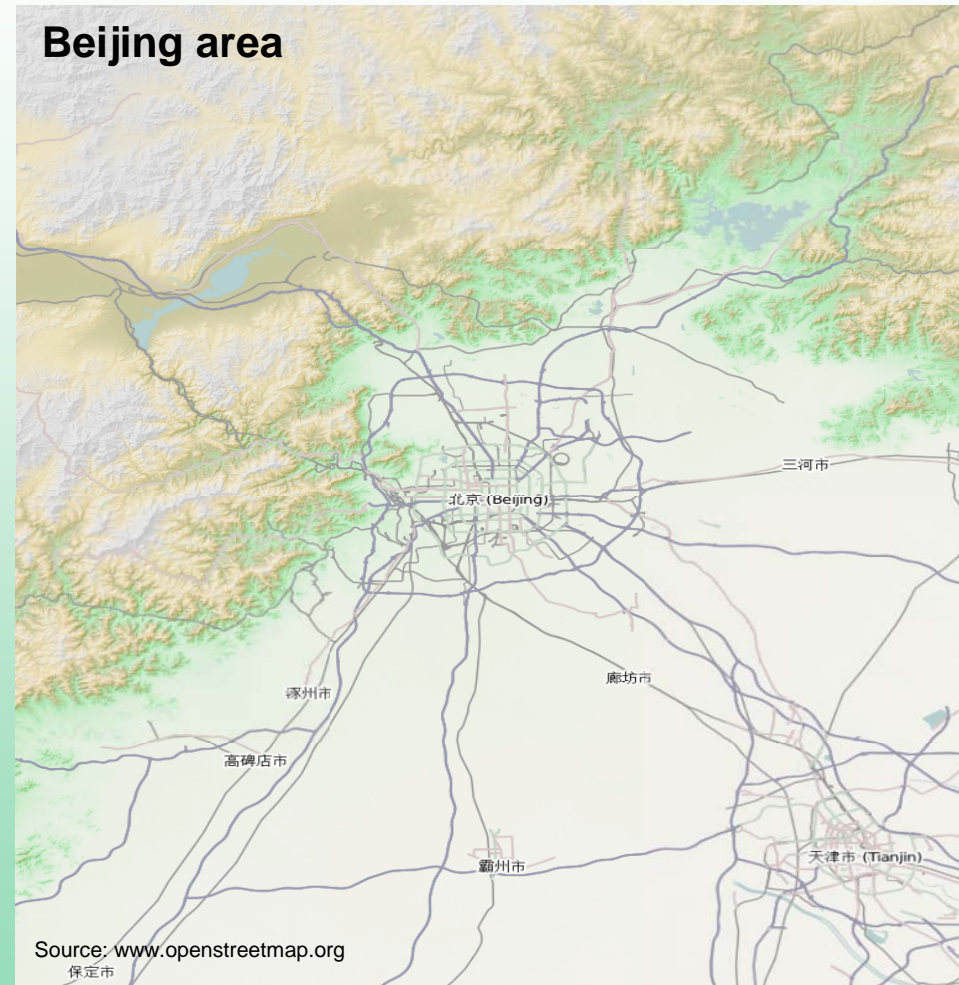 Beijing area
三河市
北京 (Beijing)
廊坊市
涿州市
高碑店市
天津市 (Tianjin)
霸州市
Source: www.openstreetmap.org
保定市